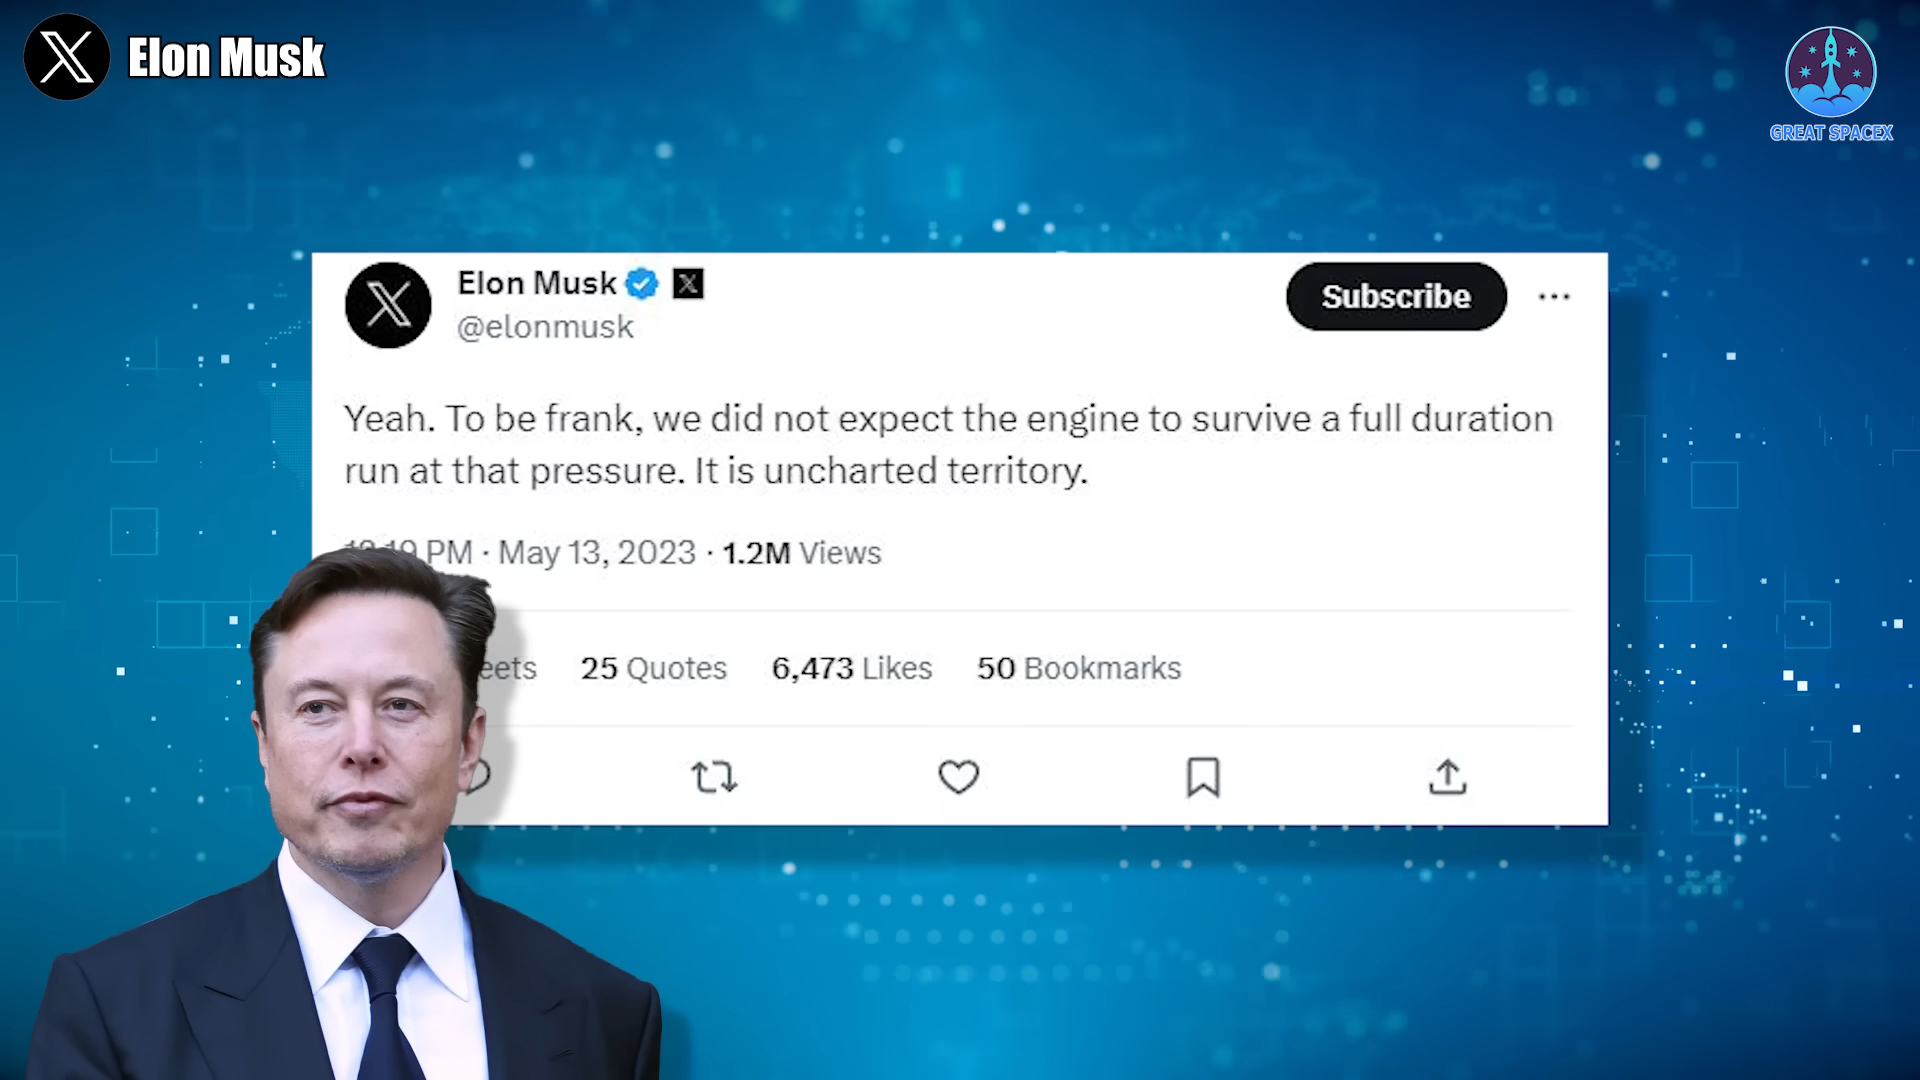 Elon Musk
GREAT SPACEX
Elon Musk
@elonmusk
Subscribe
Yeah. To be frank, we did not expect the engine to survive a full duration
run at that pressure. It is uncharted territory.
PM · May 13, 2023 · 1.2M Views
25 Quotes 6,473 Likes 50 Bookmarks